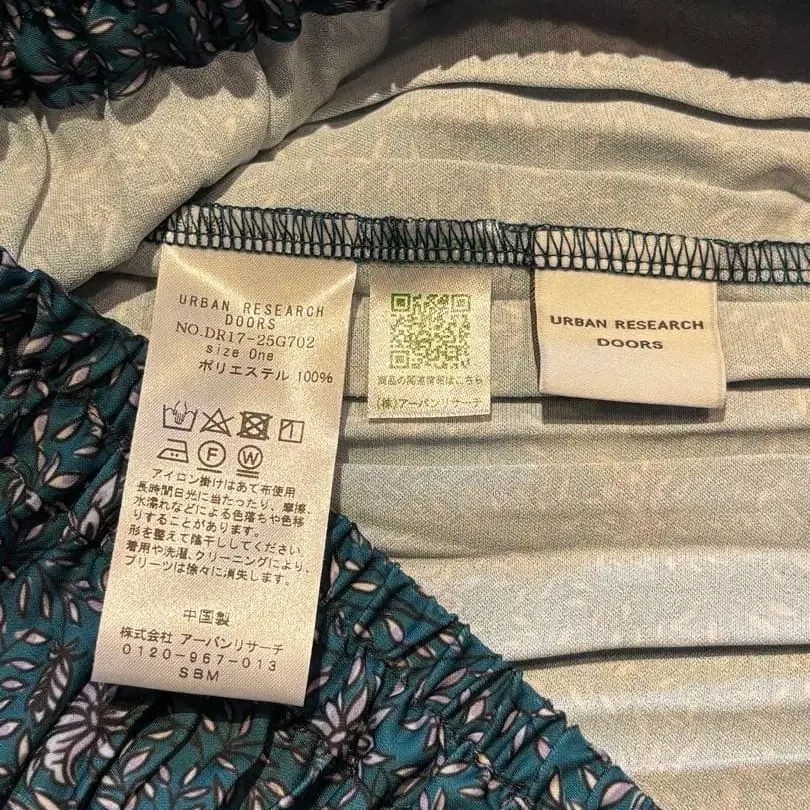 URBAN RESEARCH
DOORS
NO.DR17-25G702
size One
ポリエステル 100%
F
W
アイロン掛けはあて布使用
長時間日光に当たったり、摩擦、
水濡れなどによる色落ちや色移
りすることがあります。
形を整えて陰干ししてください。
着用や洗濯、クリーニングにより、
プリーツは徐々に消失します。
中国製
株式会社 アーバンリサーチ
0120-967-013
SBM
商品の関連情報はこちら
(株)アーバンリサーチ
URBAN RESEARCH
DOORS